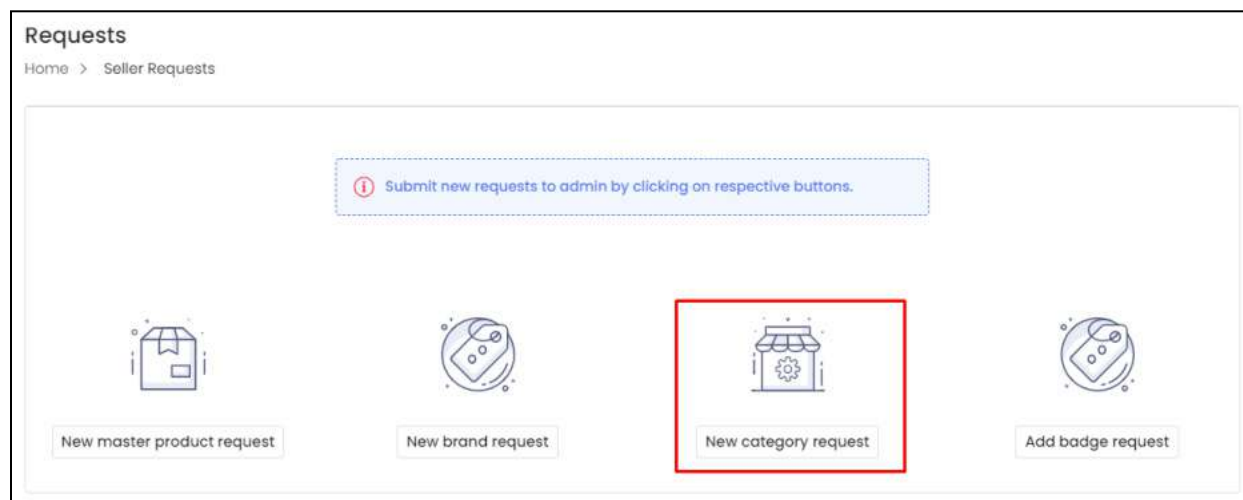 Requests
Home > Seller Requests
Submit new requests to admin by clicking on respective buttons.
New master product request
New brand request
New category request
Add badge request